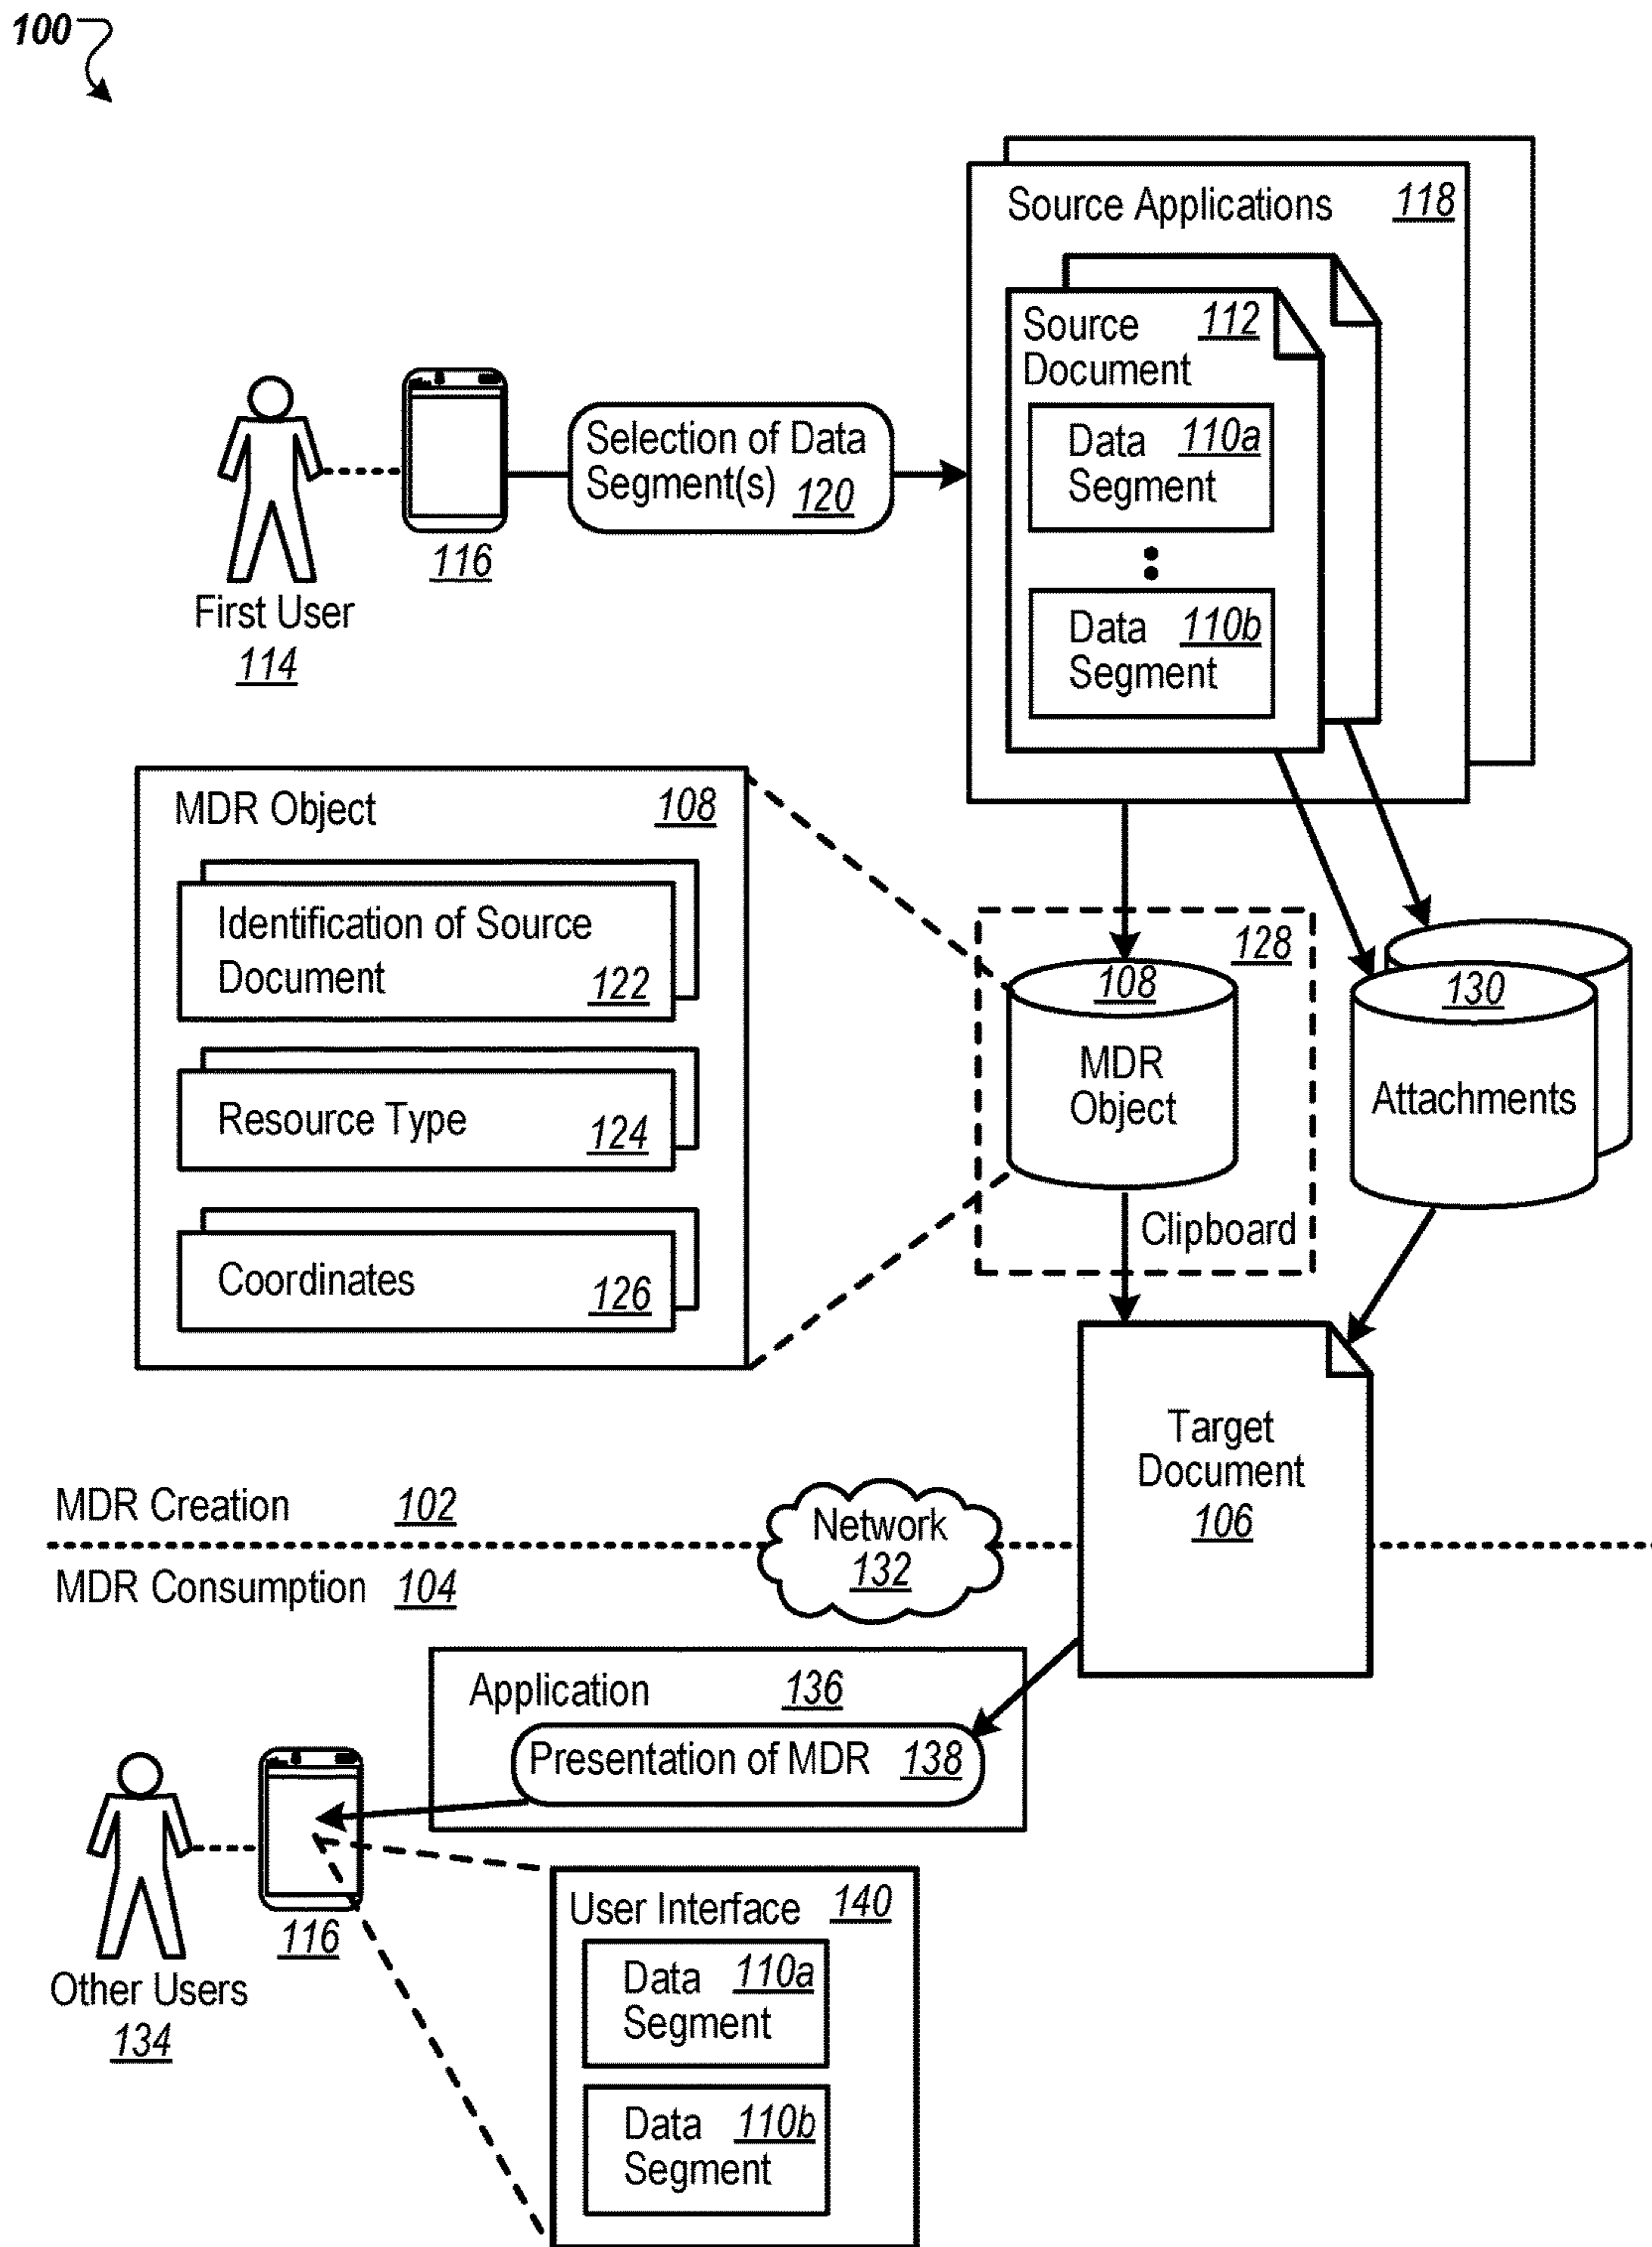 100
Source Applications 118
Source 112
Document
Data 110a
Segment
Data 110b
Segment
Selection of Data
Segment(s) 120
116
First User
114
MDR Object 108
Identification of Source
Document 122
Resource Type 124
Coordinates 126
128
108
MDR
Object
Clipboard
130
Attachments
Target
Document
106
MDR Creation 102
Network
132
MDR Consumption 104
Application 136
Presentation of MDR 138
116
Other Users
134
User Interface 140
Data 110a
Segment
Data 110b
Segment